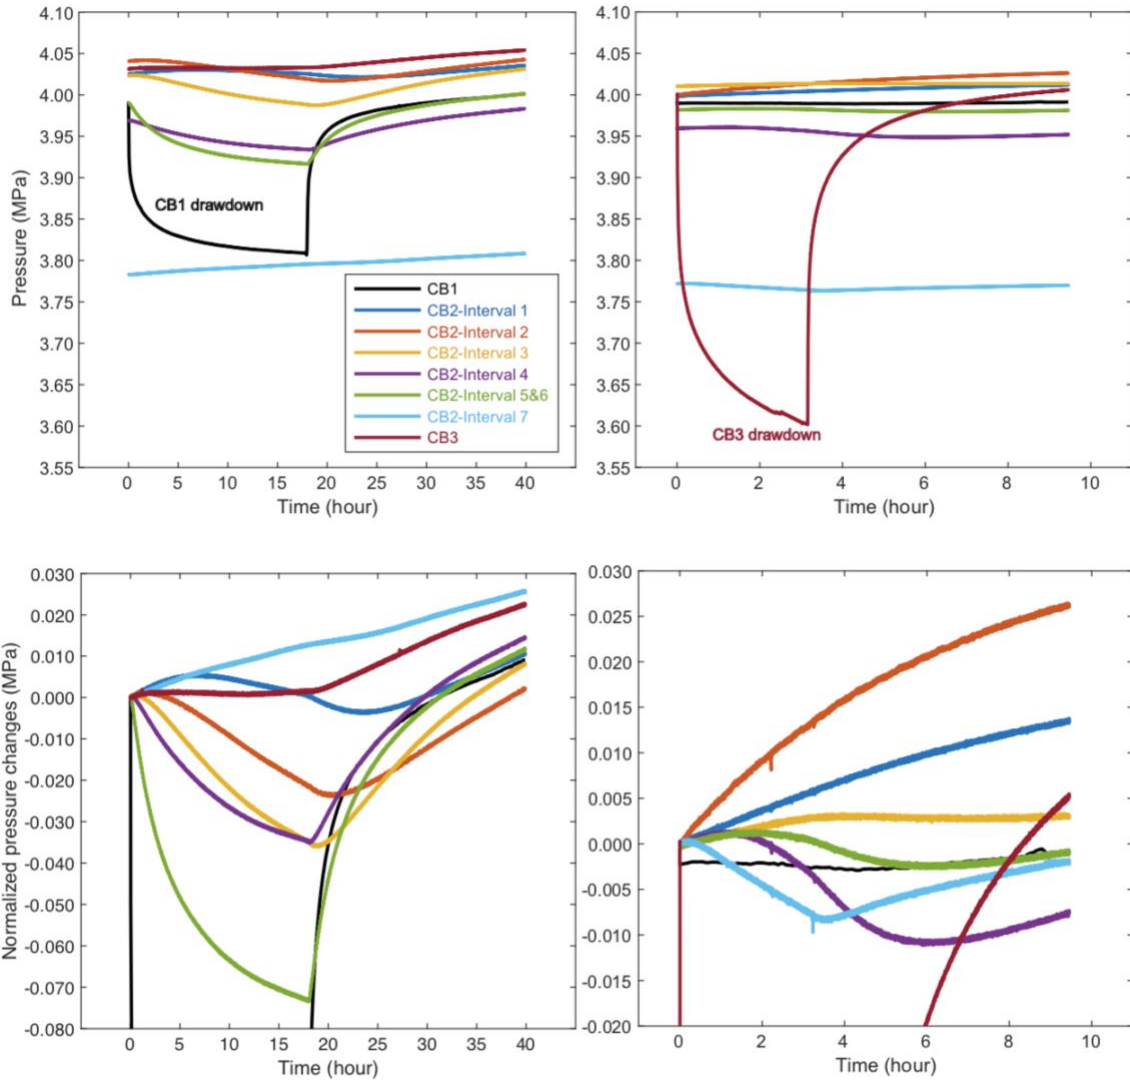 4.10
4.05
4.00
3.95
3.90
3.85
3.80
3.75
3.70
3.65
3.60
3.55
Pressure (MPa)
CB1 drawdown
CB1
CB2-Interval 1
CB2-Interval 2
CB2-Interval 3
CB2-Interval 4
CB2-Interval 5&6
CB2-Interval 7
CB3
0 5 10 15 20 25 30 35 40
Time (hour)
4.10
4.05
4.00
3.95
3.90
3.85
3.80
3.75
3.70
3.65
3.60
3.55
CB3 drawdown
0 2 4 6 8 10
Time (hour)
0.030
0.020
0.010
0.000
-0.010
-0.020
-0.030
-0.040
-0.050
-0.060
-0.070
-0.080
Normalized pressure changes (MPa)
0 5 10 15 20 25 30 35 40
Time (hour)
0.030
0.025
0.020
0.015
0.010
0.005
0.000
-0.005
-0.010
-0.015
-0.020
0 2 4 6 8 10
Time (hour)